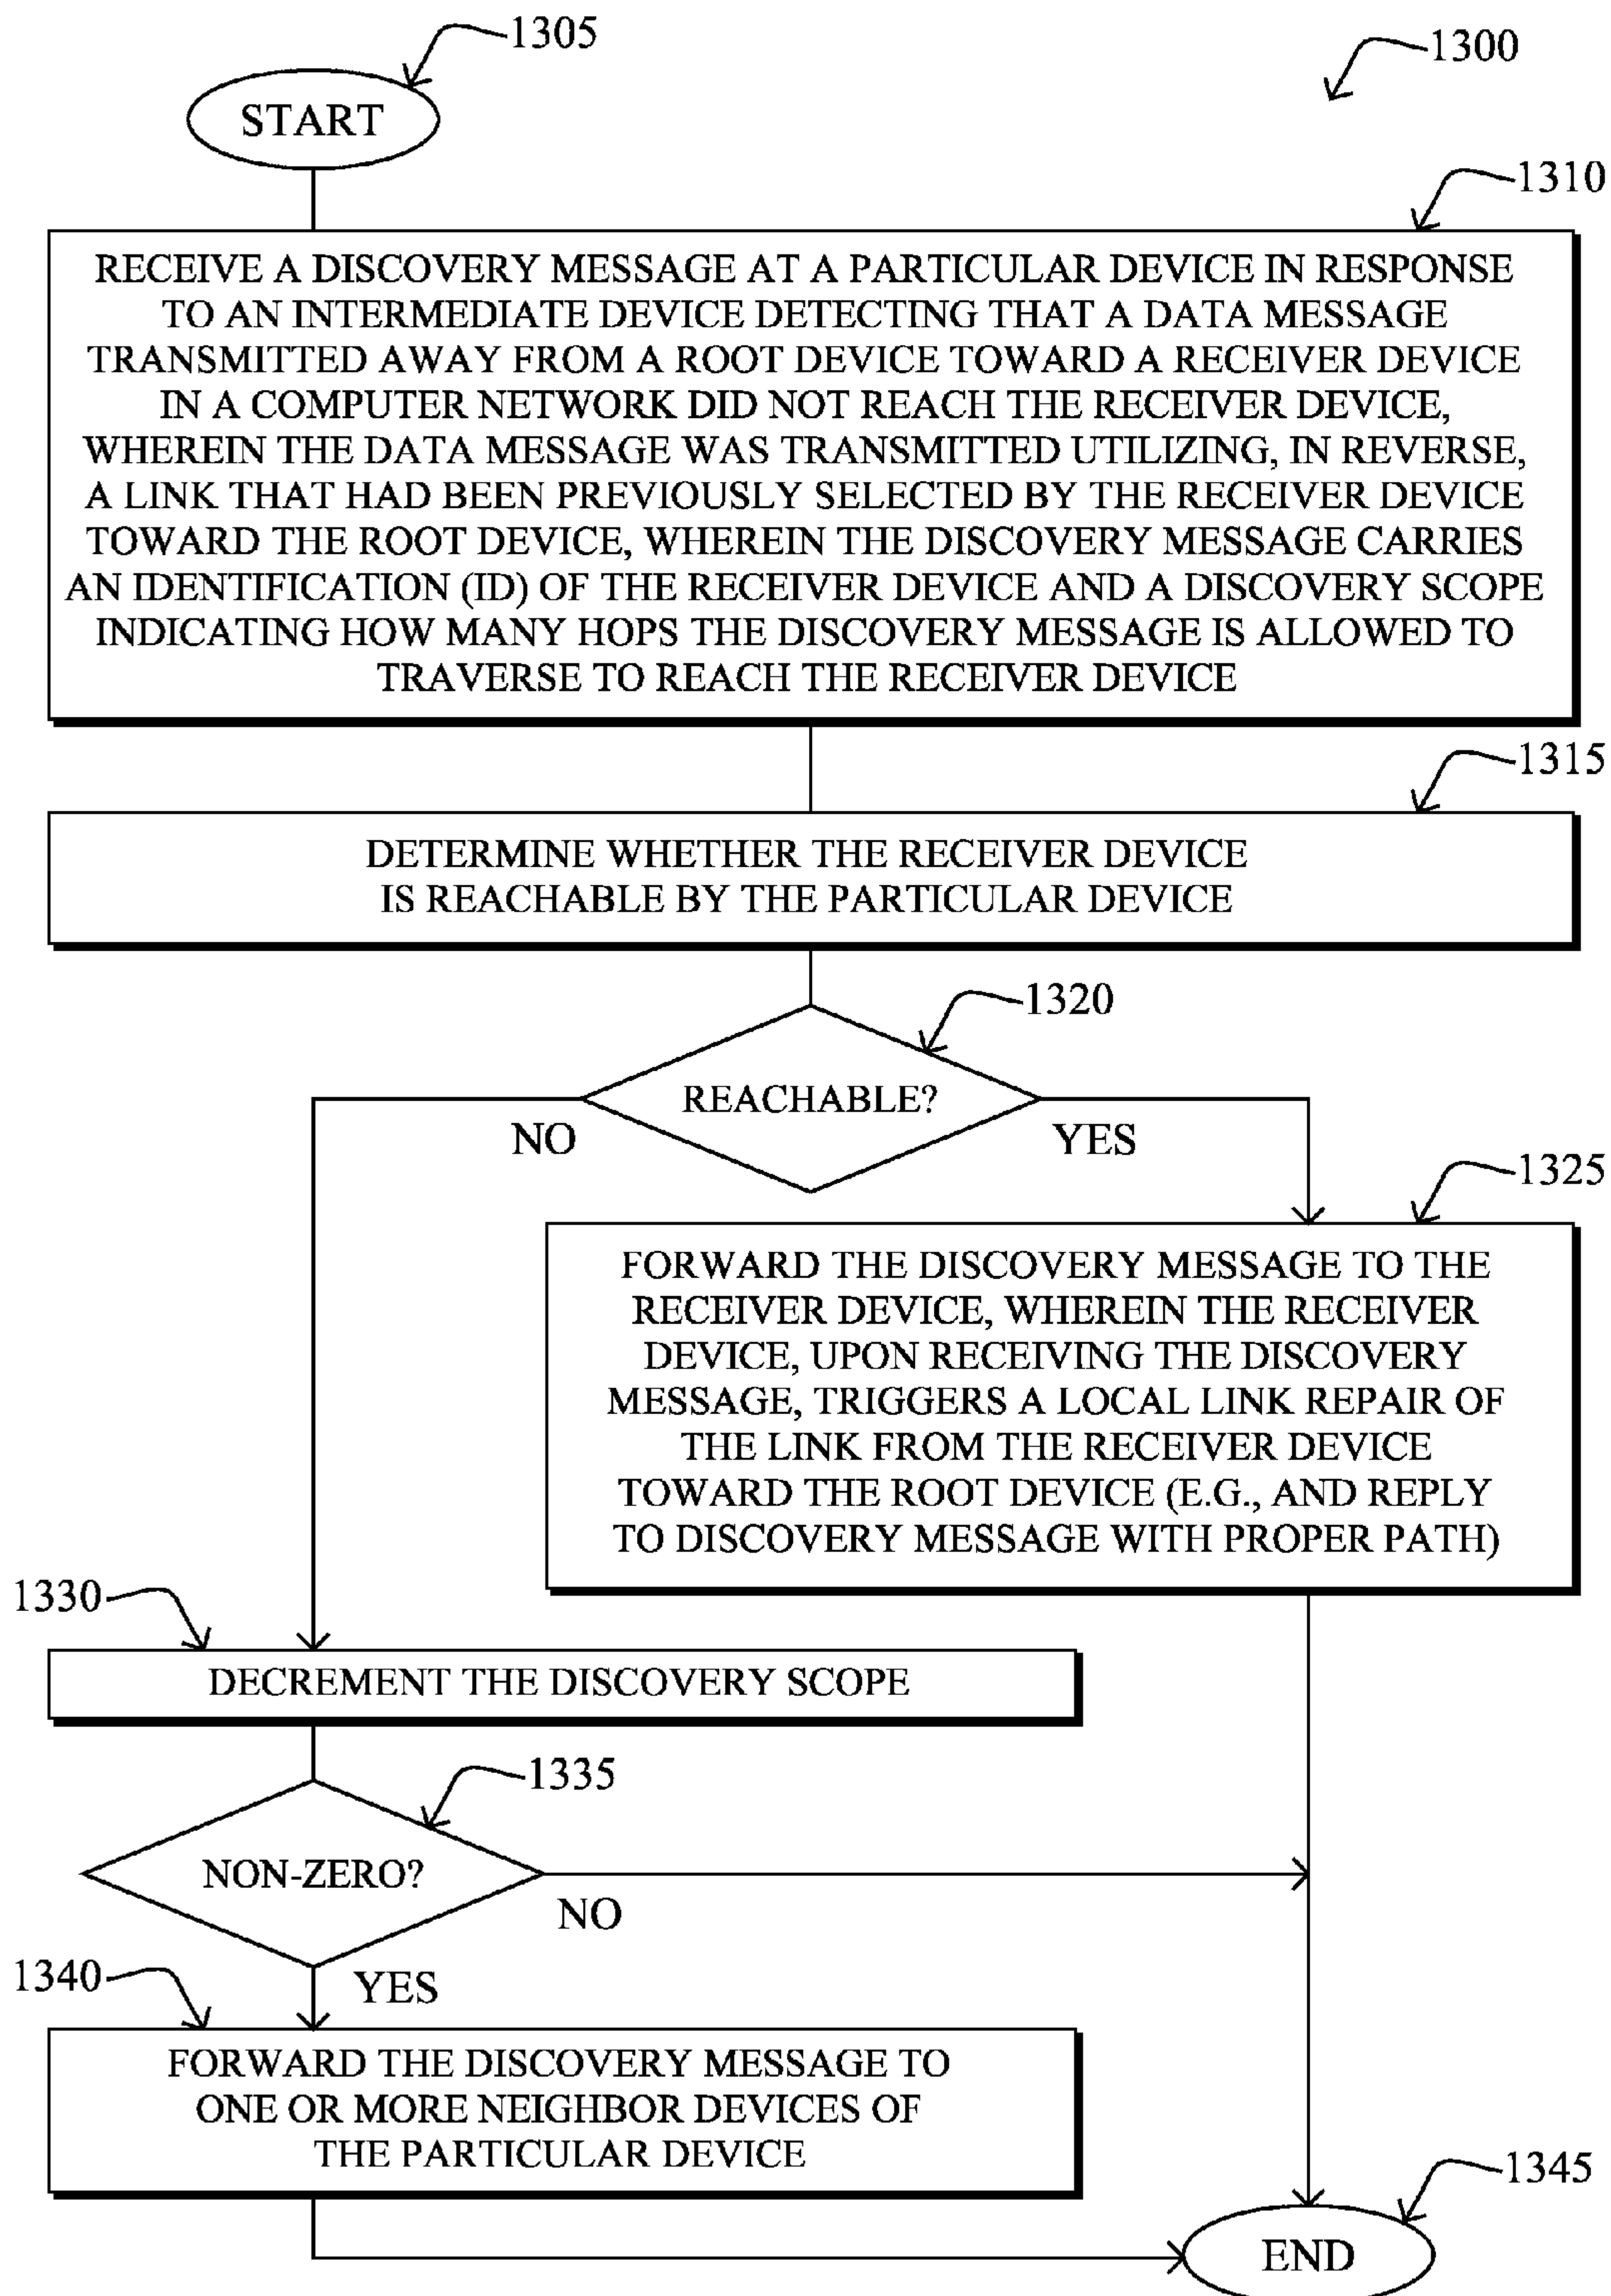 1305
1300
START
1310
RECEIVE A DISCOVERY MESSAGE AT A PARTICULAR DEVICE IN RESPONSE
TO AN INTERMEDIATE DEVICE DETECTING THAT A DATA MESSAGE
TRANSMITTED AWAY FROM A ROOT DEVICE TOWARD A RECEIVER DEVICE
IN A COMPUTER NETWORK DID NOT REACH THE RECEIVER DEVICE,
WHEREIN THE DATA MESSAGE WAS TRANSMITTED UTILIZING, IN REVERSE,
A LINK THAT HAD BEEN PREVIOUSLY SELECTED BY THE RECEIVER DEVICE
TOWARD THE ROOT DEVICE, WHEREIN THE DISCOVERY MESSAGE CARRIES
AN IDENTIFICATION (ID) OF THE RECEIVER DEVICE AND A DISCOVERY SCOPE
INDICATING HOW MANY HOPS THE DISCOVERY MESSAGE IS ALLOWED TO
TRAVERSE TO REACH THE RECEIVER DEVICE
1315
DETERMINE WHETHER THE RECEIVER DEVICE
IS REACHABLE BY THE PARTICULAR DEVICE
1320
REACHABLE?
NO
YES
1325
FORWARD THE DISCOVERY MESSAGE TO THE
RECEIVER DEVICE, WHEREIN THE RECEIVER
DEVICE, UPON RECEIVING THE DISCOVERY
MESSAGE, TRIGGERS A LOCAL LINK REPAIR OF
THE LINK FROM THE RECEIVER DEVICE
TOWARD THE ROOT DEVICE (E.G., AND REPLY
TO DISCOVERY MESSAGE WITH PROPER PATH)
1330
DECREMENT THE DISCOVERY SCOPE
1335
NON-ZERO?
NO
YES
1340
FORWARD THE DISCOVERY MESSAGE TO
ONE OR MORE NEIGHBOR DEVICES OF
THE PARTICULAR DEVICE
1345
END